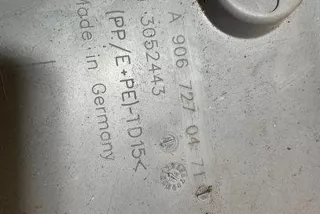 A 906 727 04 71
3052443
(PP/E+PE)-TD15<
Made in Germany